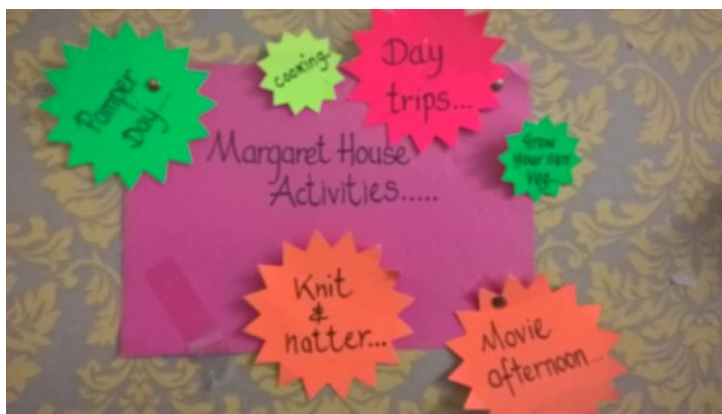 Pamper
Day...
cooking
Day
trips...
Margaret House
Activities.....
Grow
your own
Veg...
Knit
&
natter...
Movie
afternoon...